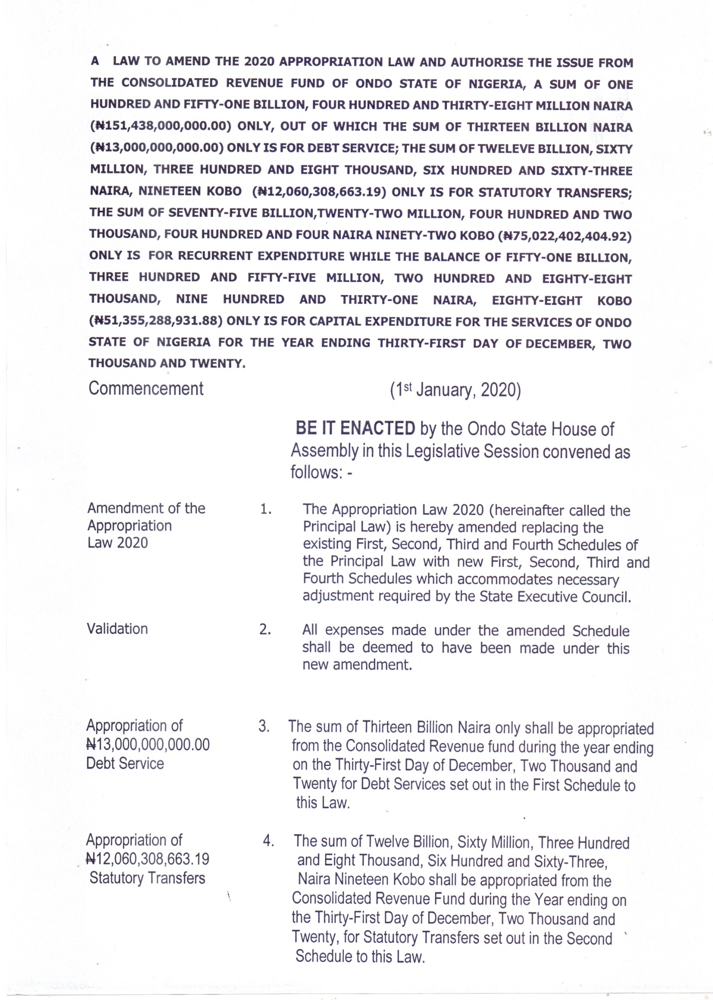 A LAW TO AMEND THE 2020 APPROPRIATION LAW AND AUTHORISE THE ISSUE FROM
THE CONSOLIDATED REVENUE FUND OF ONDO STATE OF NIGERIA, A SUM OF ONE
HUNDRED AND FIFTY-ONE BILLION, FOUR HUNDRED AND THIRTY-EIGHT MILLION NAIRA
(₦151,438,000,000.00) ONLY, OUT OF WHICH THE SUM OF THIRTEEN BILLION NAIRA
(₦13,000,000,000.00) ONLY IS FOR DEBT SERVICE; THE SUM OF TWELEVE BILLION, SIXTY
MILLION, THREE HUNDRED AND EIGHT THOUSAND, SIX HUNDRED AND SIXTY-THREE
NAIRA, NINETEEN KOBO (₦12,060,308,663.19) ONLY IS FOR STATUTORY TRANSFERS;
THE SUM OF SEVENTY-FIVE BILLION,TWENTY-TWO MILLION, FOUR HUNDRED AND TWO
THOUSAND, FOUR HUNDRED AND FOUR NAIRA NINETY-TWO KOBO (₦75,022,402,404.92)
ONLY IS FOR RECURRENT EXPENDITURE WHILE THE BALANCE OF FIFTY-ONE BILLION,
THREE HUNDRED AND FIFTY-FIVE MILLION, TWO HUNDRED AND EIGHTY-EIGHT
THOUSAND, NINE HUNDRED AND THIRTY-ONE NAIRA, EIGHTY-EIGHT KOBO
(₦51,355,288,931.88) ONLY IS FOR CAPITAL EXPENDITURE FOR THE SERVICES OF ONDO
STATE OF NIGERIA FOR THE YEAR ENDING THIRTY-FIRST DAY OF DECEMBER, TWO
THOUSAND AND TWENTY.
Commencement (1st January, 2020)
BE IT ENACTED by the Ondo State House of
Assembly in this Legislative Session convened as
follows: -
Amendment of the 1. The Appropriation Law 2020 (hereinafter called the
Appropriation Principal Law) is hereby amended replacing the
Law 2020 existing First, Second, Third and Fourth Schedules of
the Principal Law with new First, Second, Third and
Fourth Schedules which accommodates necessary
adjustment required by the State Executive Council.
Validation 2. All expenses made under the amended Schedule
shall be deemed to have been made under this
new amendment.
Appropriation of 3. The sum of Thirteen Billion Naira only shall be appropriated
₦13,000,000,000.00 from the Consolidated Revenue fund during the year ending
Debt Service on the Thirty-First Day of December, Two Thousand and
Twenty for Debt Services set out in the First Schedule to
this Law.
Appropriation of 4. The sum of Twelve Billion, Sixty Million, Three Hundred
₦12,060,308,663.19 and Eight Thousand, Six Hundred and Sixty-Three,
Statutory Transfers Naira Nineteen Kobo shall be appropriated from the
Consolidated Revenue Fund during the Year ending on
the Thirty-First Day of December, Two Thousand and
Twenty, for Statutory Transfers set out in the Second
Schedule to this Law.